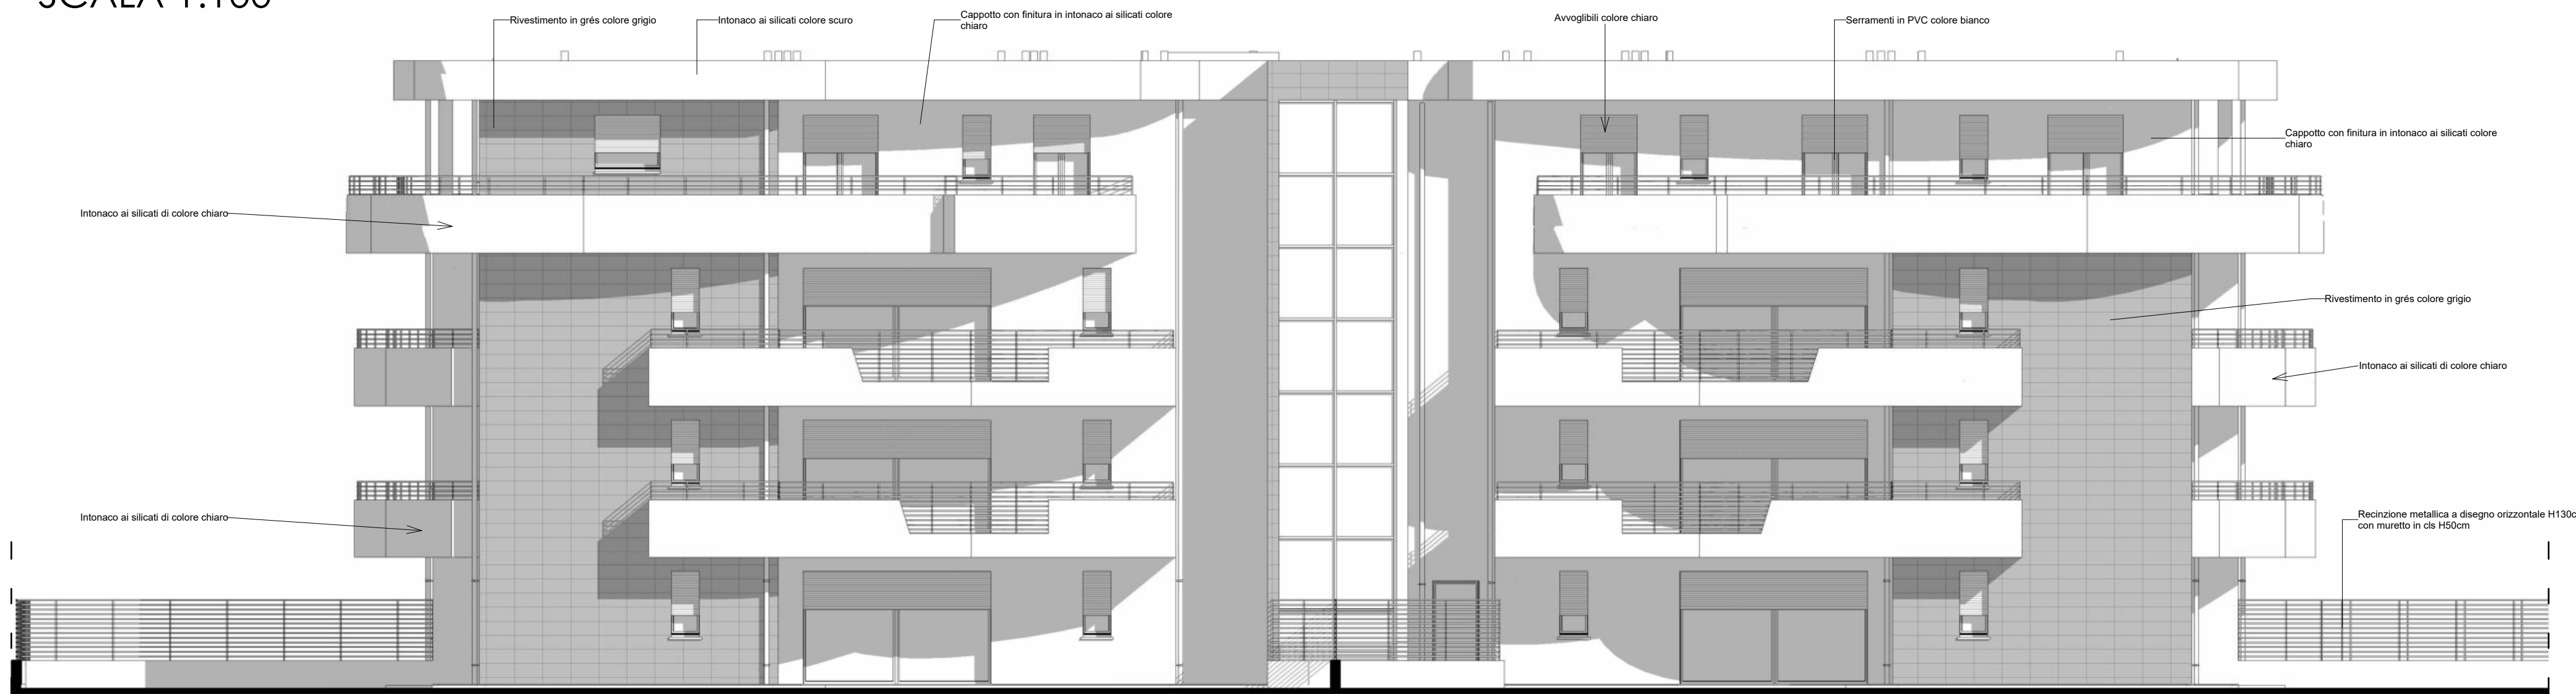 SCALA 1:100
Rivestimento in grés colore grigio
Intonaco ai silicati colore scuro
Cappotto con finitura in intonaco ai silicati colore
chiaro
Avvoglibili colore chiaro
Serramenti in PVC colore bianco
Cappotto con finitura in intonaco ai silicati colore
chiaro
Intonaco ai silicati di colore chiaro
Rivestimento in grés colore grigio
Intonaco ai silicati di colore chiaro
Intonaco ai silicati di colore chiaro
Recinzione metallica a disegno orizzontale H130c
con muretto in cls H50cm